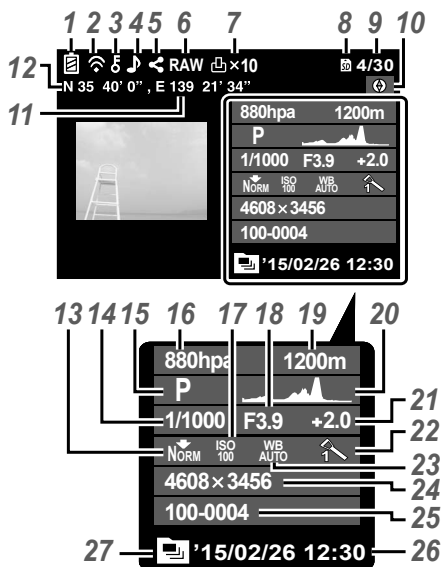 1 2 3 4 5 6 7 8 9 10
RAW ×10 SD 4/30
12 N 35 40' 0", E 139 21' 34"
11
880hpa 1200m
P
1/1000 F3.9 +2.0
NORM ISO 100 WB AUTO 1
4608×3456
100-0004
'15/02/26 12:30
13 14 15 16 17 18 19 20
880hpa 1200m
P
1/1000 F3.9 +2.0 21
NORM ISO 100 WB AUTO 1 22
23
4608×3456 24
100-0004 25
27 '15/02/26 12:30 26